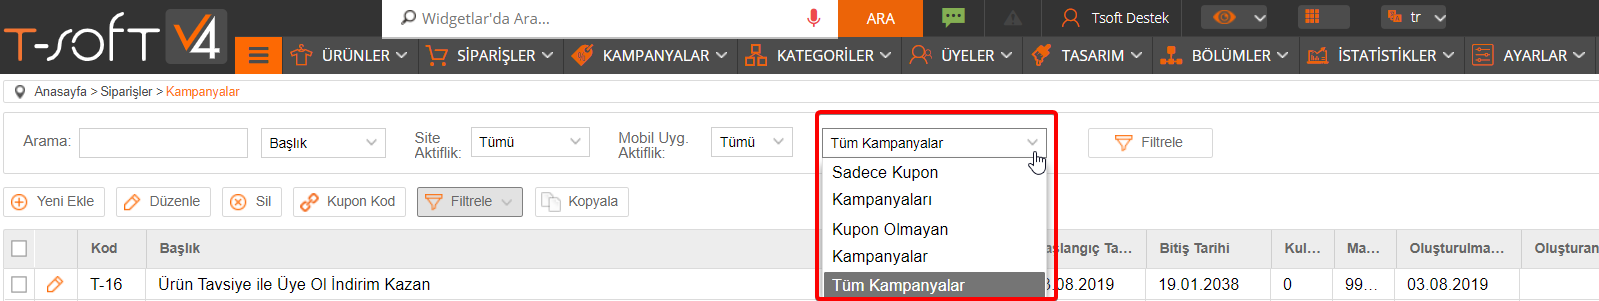 T-SOFT V4
Widgetlar'da Ara...
ARA
Tsoft Destek
tr
ÜRÜNLER
SİPARİŞLER
KAMPANYALAR
KATEGORİLER
ÜYELER
TASARIM
BÖLÜMLER
İSTATİSTİKLER
AYARLAR
Anasayfa > Siparişler > Kampanyalar
Arama:
Başlık
Site
Aktiflik:
Tümü
Mobil Uyg.
Aktiflik:
Tümü
Tüm Kampanyalar
Filtrele
Sadece Kupon
Kampanyaları
Kupon Olmayan
Kampanyalar
Tüm Kampanyalar
Yeni Ekle
Düzenle
Sil
Kupon Kod
Filtrele
Kopyala
Kod
Başlık
aşlangıç Ta...
Bitiş Tarihi
Kul...
Ma...
Oluşturulma...
Oluşturan
T-16
Ürün Tavsiye ile Üye Ol İndirim Kazan
.08.2019
19.01.2038
0
99...
03.08.2019